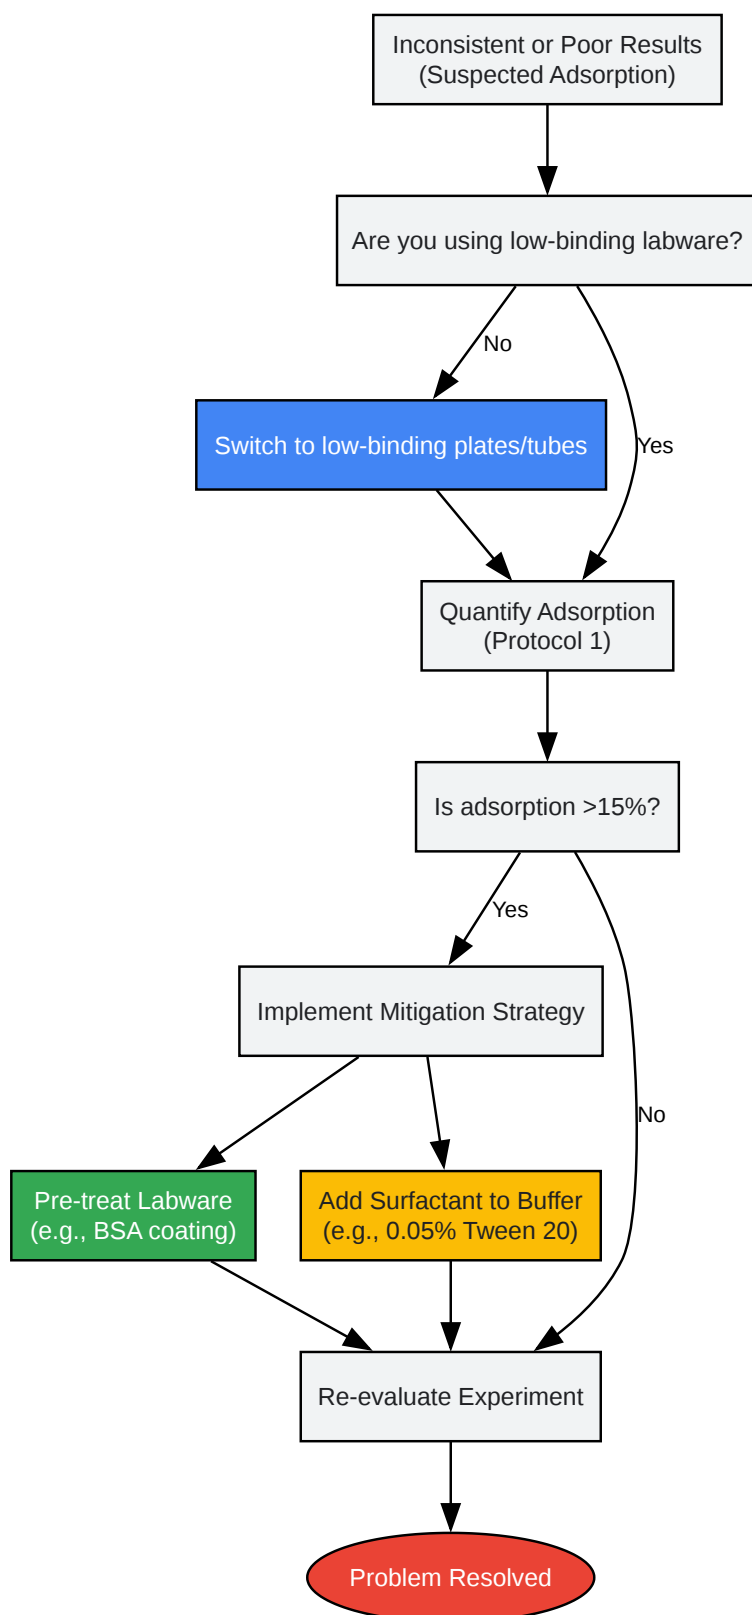 Inconsistent or Poor Results
(Suspected Adsorption)
Are you using low-binding labware?
No
Switch to low-binding plates/tubes
Yes
Quantify Adsorption
(Protocol 1)
Is adsorption >15%?
Yes
Implement Mitigation Strategy
No
Pre-treat Labware
(e.g., BSA coating)
Add Surfactant to Buffer
(e.g., 0.05% Tween 20)
Re-evaluate Experiment
Problem Resolved